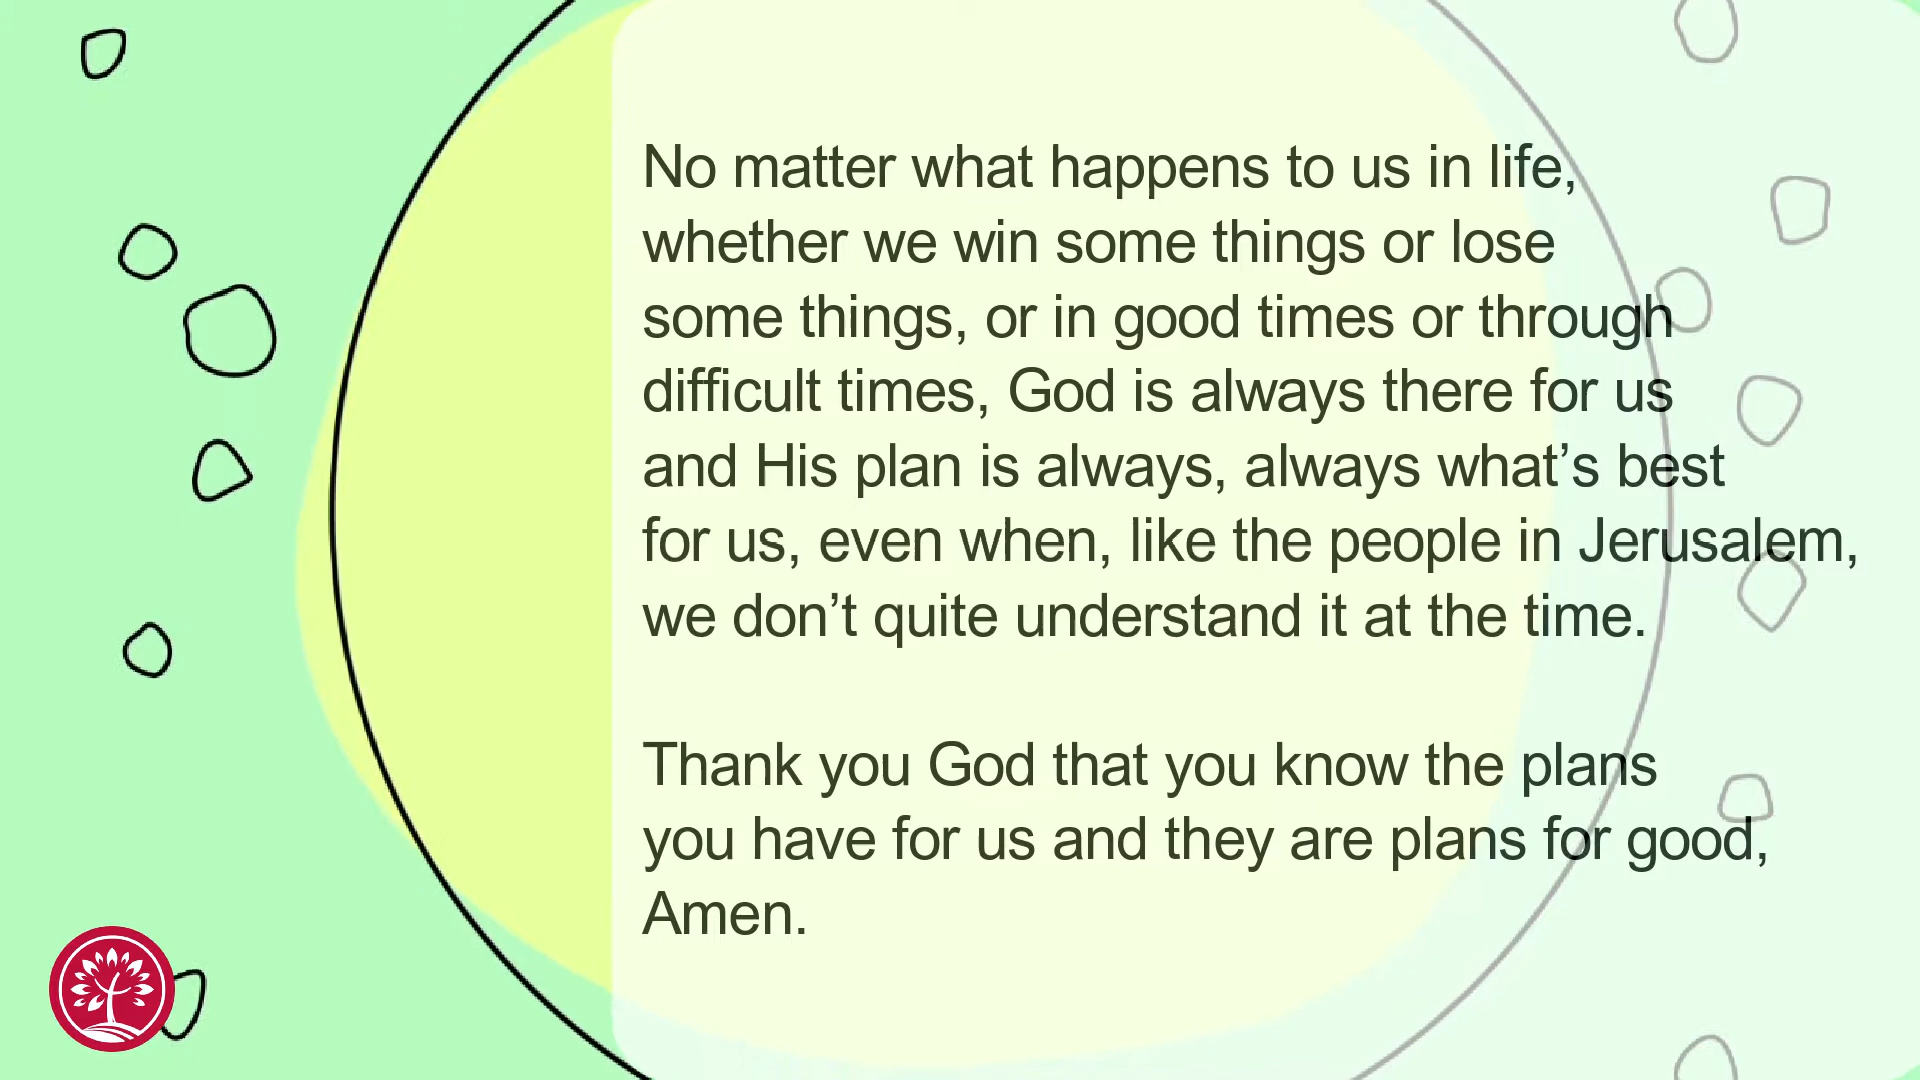 No matter what happens to us in life,
whether we win some things or lose
some things, or in good times or through
difficult times, God is always there for us
and His plan is always, always what’s best
for us, even when, like the people in Jerusalem,
we don’t quite understand it at the time.
Thank you God that you know the plans
you have for us and they are plans for good,
Amen.